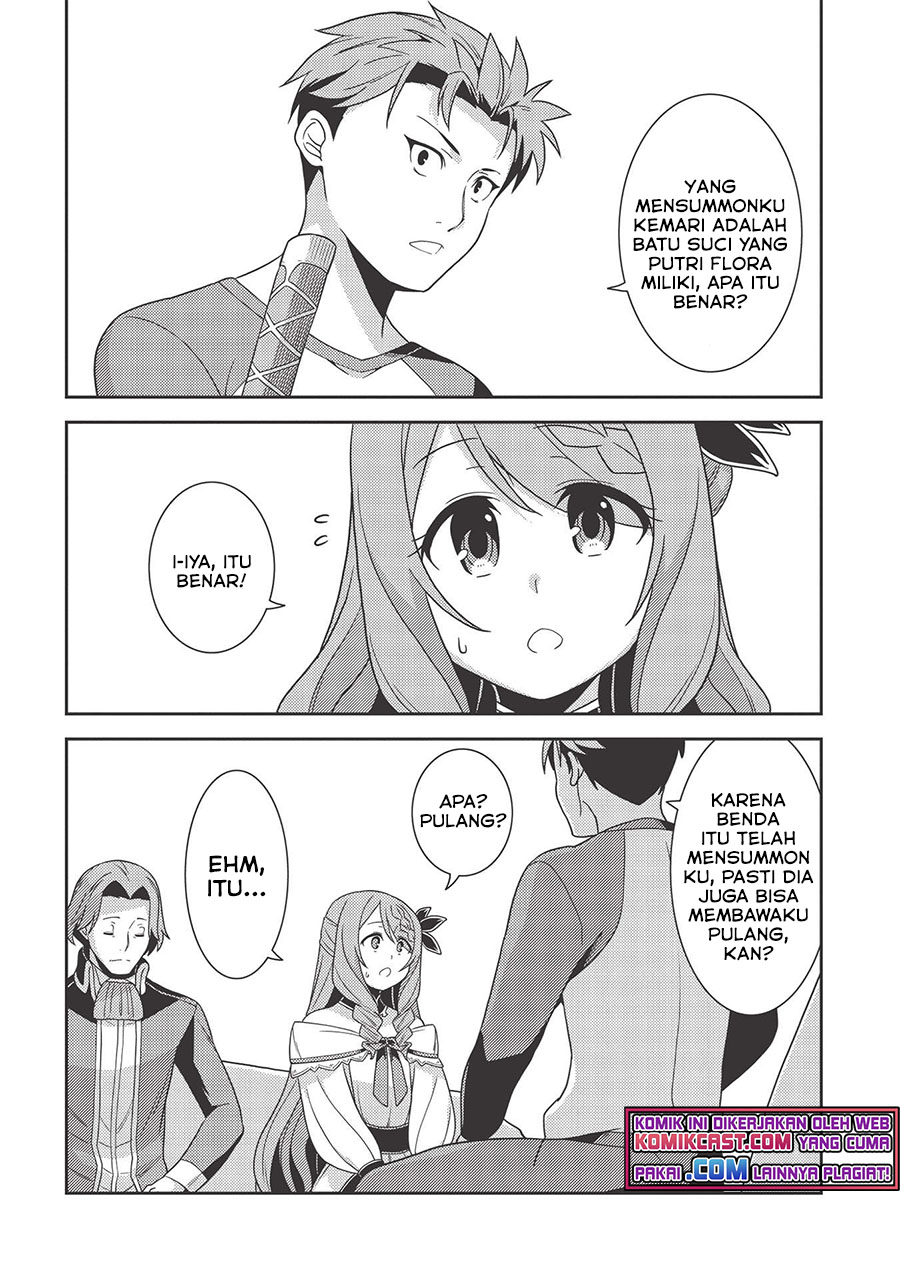 YANG
MENSUMMONKU
KEMARI ADALAH
BATU SUCI YANG
PUTRI FLORA
MILIKI, APA ITU
BENAR?
I-IYA, ITU
BENAR!
KARENA
BENDA
ITU TELAH
MENSUMMON
KU, PASTI DIA
JUGA BISA
MEMBAWAKU
PULANG,
KAN?
APA?
PULANG?
EHM,
ITU...
KOMIK INI DIKERJAKAN OLEH WEB
KOMIKCAST.COM YANG CUMA
PAKAI .COM LAINNYA PLAGIAT!